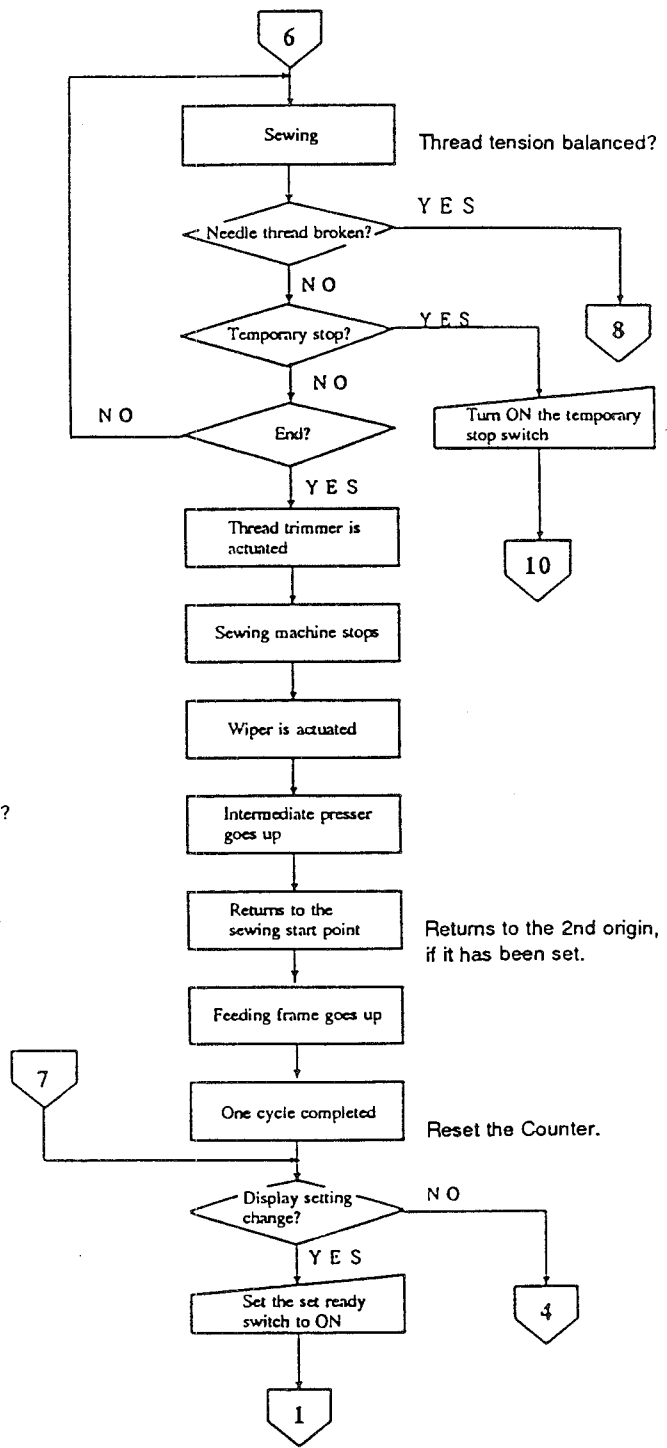 6
Sewing
Thread tension balanced?
YES
Needle thread broken?
NO
8
YES
Temporary stop?
NO
Turn ON the temporary
stop switch
NO
End?
YES
10
Thread trimmer is
actuated
Sewing machine stops
Wiper is actuated
?
Intermediate presser
goes up
Returns to the
sewing start point
Returns to the 2nd origin,
if it has been set.
Feeding frame goes up
7
One cycle completed
Reset the Counter.
Display setting
change?
NO
YES
Set the set ready
switch to ON
4
1